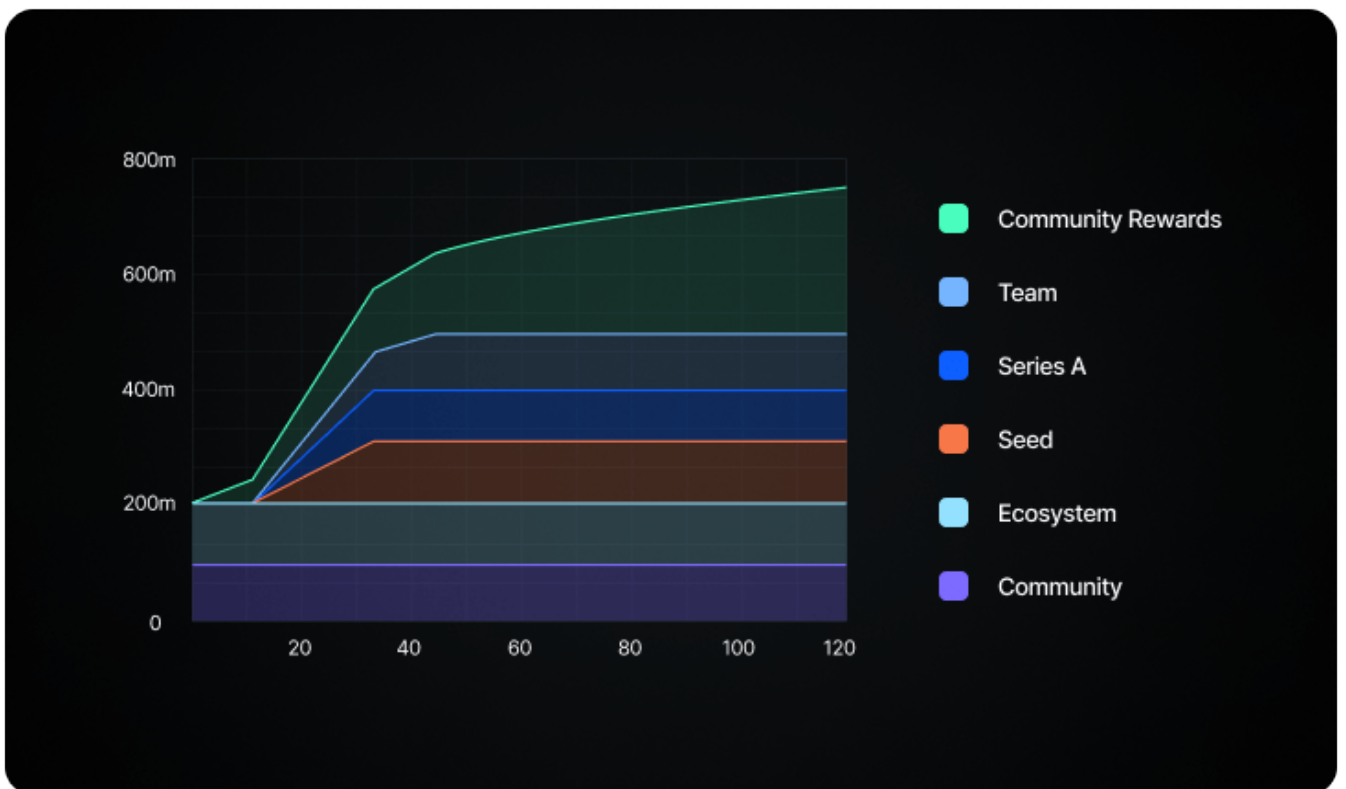 800m
600m
400m
200m
0
20 40 60 80 100 120
Community Rewards
Team
Series A
Seed
Ecosystem
Community